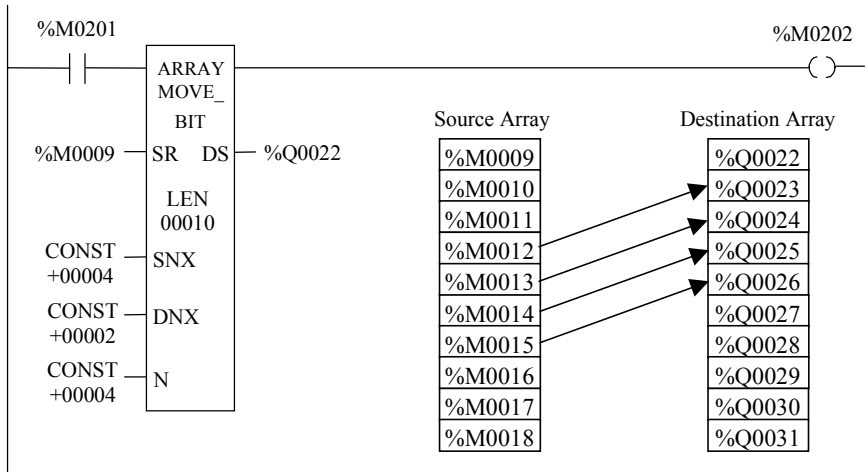 %M0201
%M0202
ARRAY
MOVE_
BIT
%M0009 SR DS %Q0022
LEN
00010
CONST
+00004
SNX
CONST
+00002
DNX
CONST
+00004
N
Source Array
%M0009
%M0010
%M0011
%M0012
%M0013
%M0014
%M0015
%M0016
%M0017
%M0018
Destination Array
%Q0022
%Q0023
%Q0024
%Q0025
%Q0026
%Q0027
%Q0028
%Q0029
%Q0030
%Q0031